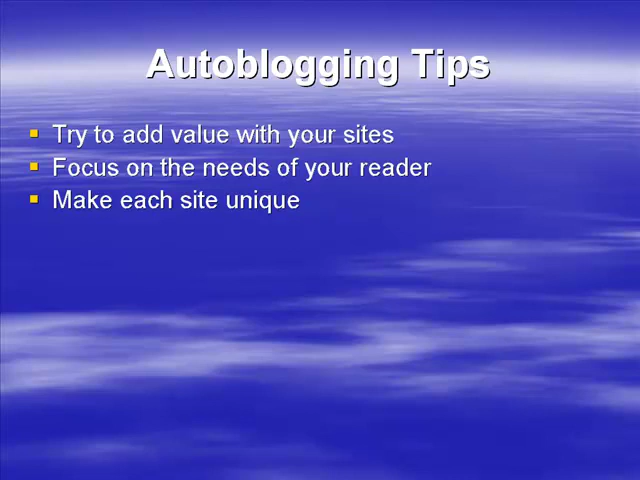 Autoblogging Tips
Try to add value with your sites
Focus on the needs of your reader
Make each site unique